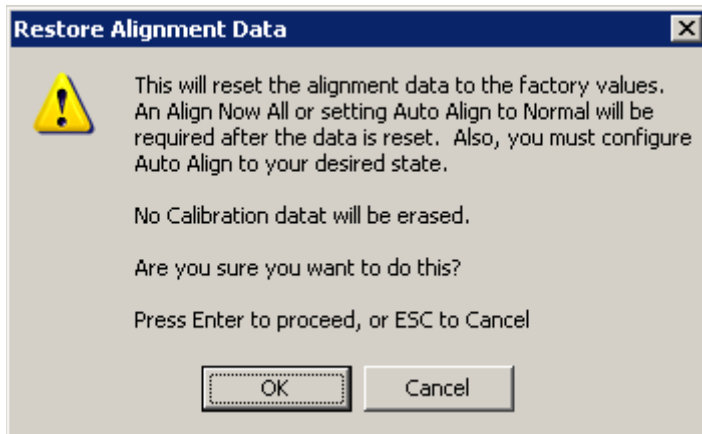 Restore Alignment Data
This will reset the alignment data to the factory values.
An Align Now All or setting Auto Align to Normal will be
required after the data is reset.  Also, you must configure
Auto Align to your desired state.
No Calibration datat will be erased.
Are you sure you want to do this?
Press Enter to proceed, or ESC to Cancel
OK
Cancel